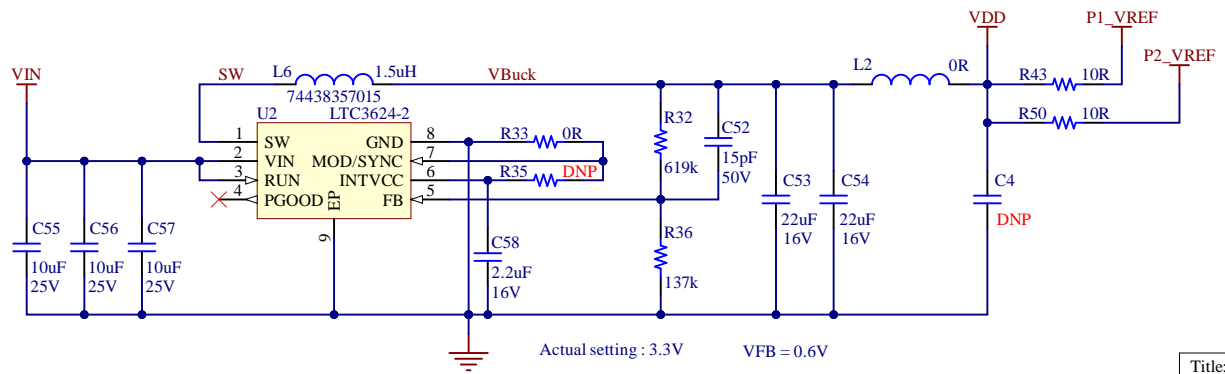 VDD
P1_VREF
P2_VREF
VIN
SW
L6
1.5uH
VBuck
L2
0R
74438357015
R43
10R
R50
10R
U2
LTC3624-2
1
SW
GND
8
R33
0R
2
VIN
MOD/SYNC
7
3
RUN
INTVCC
6
R35
DNP
4
PGOOD
FB
5
EP
9
R32
619k
C52
15pF
50V
C53
22uF
16V
C54
22uF
16V
C4
DNP
C55
10uF
25V
C56
10uF
25V
C57
10uF
25V
C58
2.2uF
16V
R36
137k
Actual setting : 3.3V
VFB = 0.6V
Title: